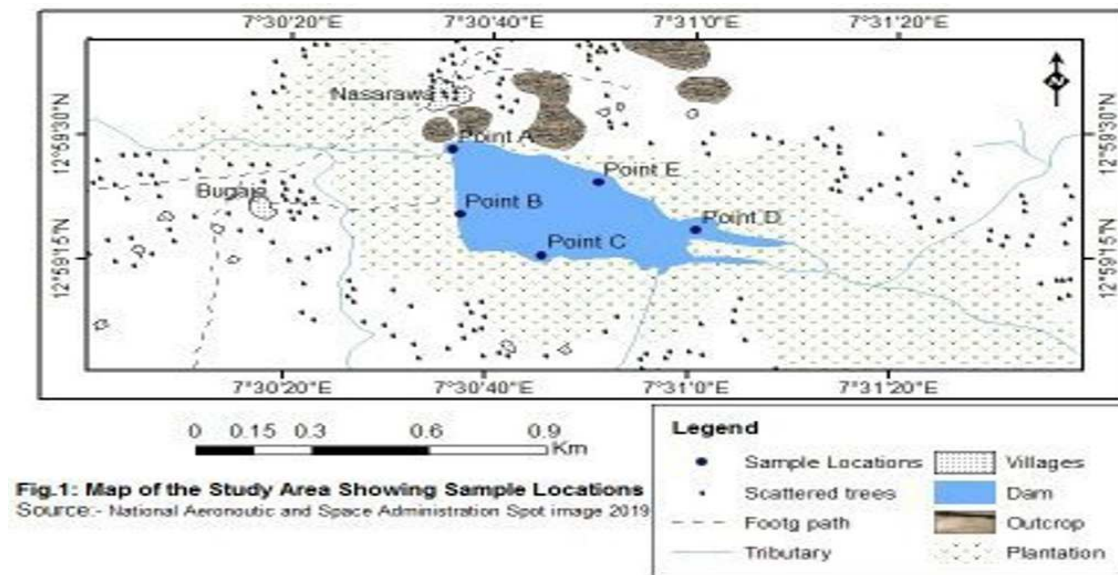 7°30'20"E 7°30'40"E 7°31'0"E 7°31'20"E
12°59'30"N 12°59'30"N
12°59'15"N 12°59'15"N
Nasarawa
Point A
Point E
Bugaje
Point B
Point D
Point C
7°30'20"E 7°30'40"E 7°31'0"E 7°31'20"E
0 0.15 0.3 0.6 0.9
Km
Fig.1: Map of the Study Area Showing Sample Locations
Source:- National Aeronoutic and Space Administration Spot image 2019
Legend
Sample Locations Villages
Scattered trees Dam
Footg path Outcrop
Tributary Plantation